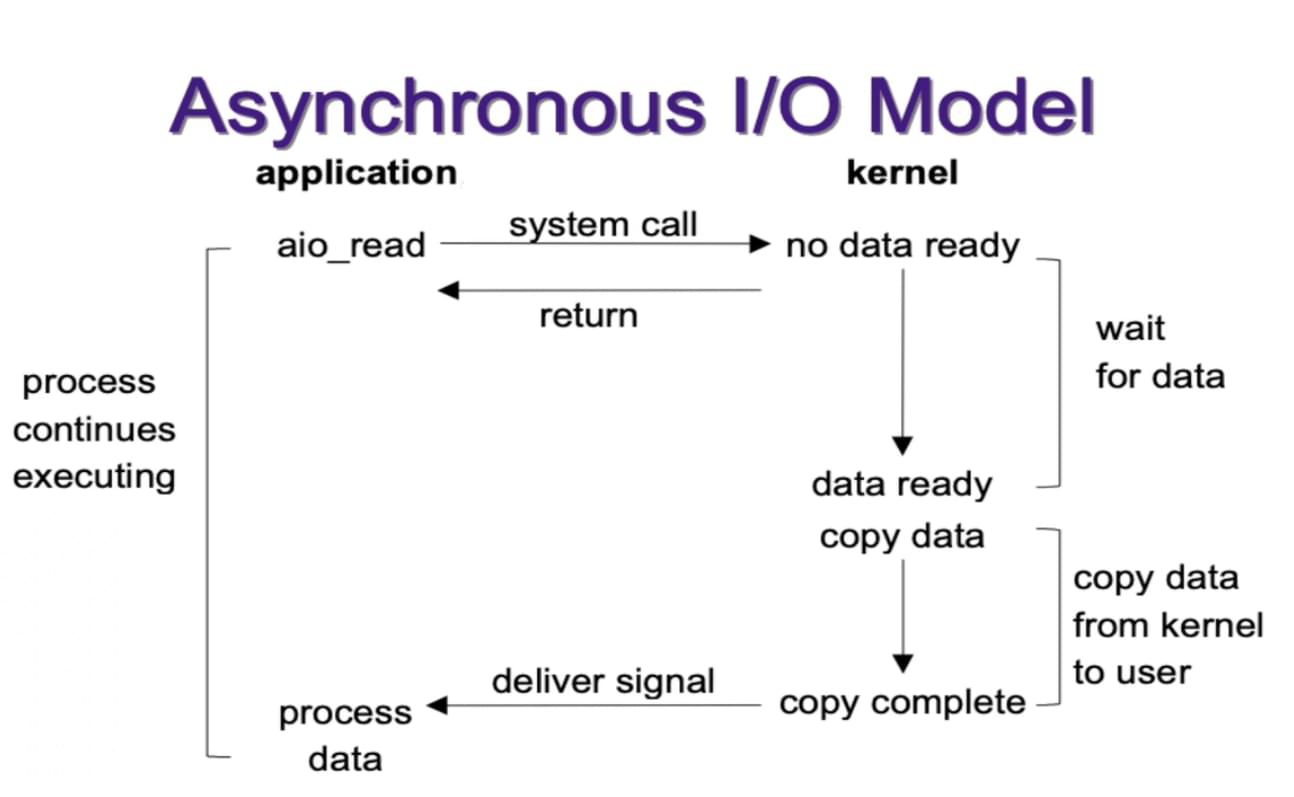 Asynchronous I/O Model
application
kernel
aio_read
system call
no data ready
return
wait
for data
process
continues
executing
data ready
copy data
copy data
from kernel
to user
deliver signal
copy complete
process
data